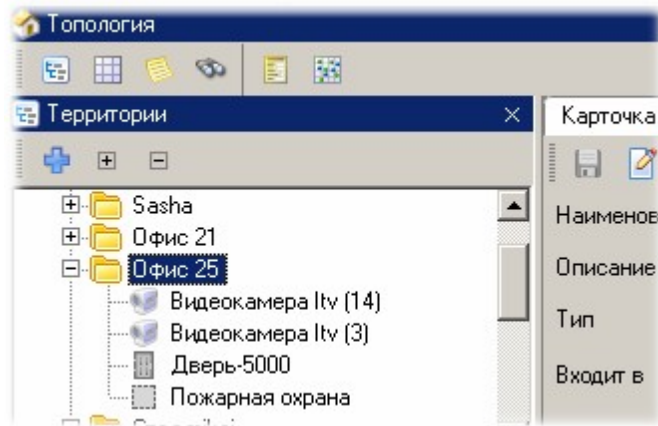 Топология
Территории
Карточка
Sasha
Офис 21
Офис 25
Видеокамера Itv (14)
Видеокамера Itv (3)
Дверь-5000
Пожарная охрана
Наименов
Описание
Тип
Входит в